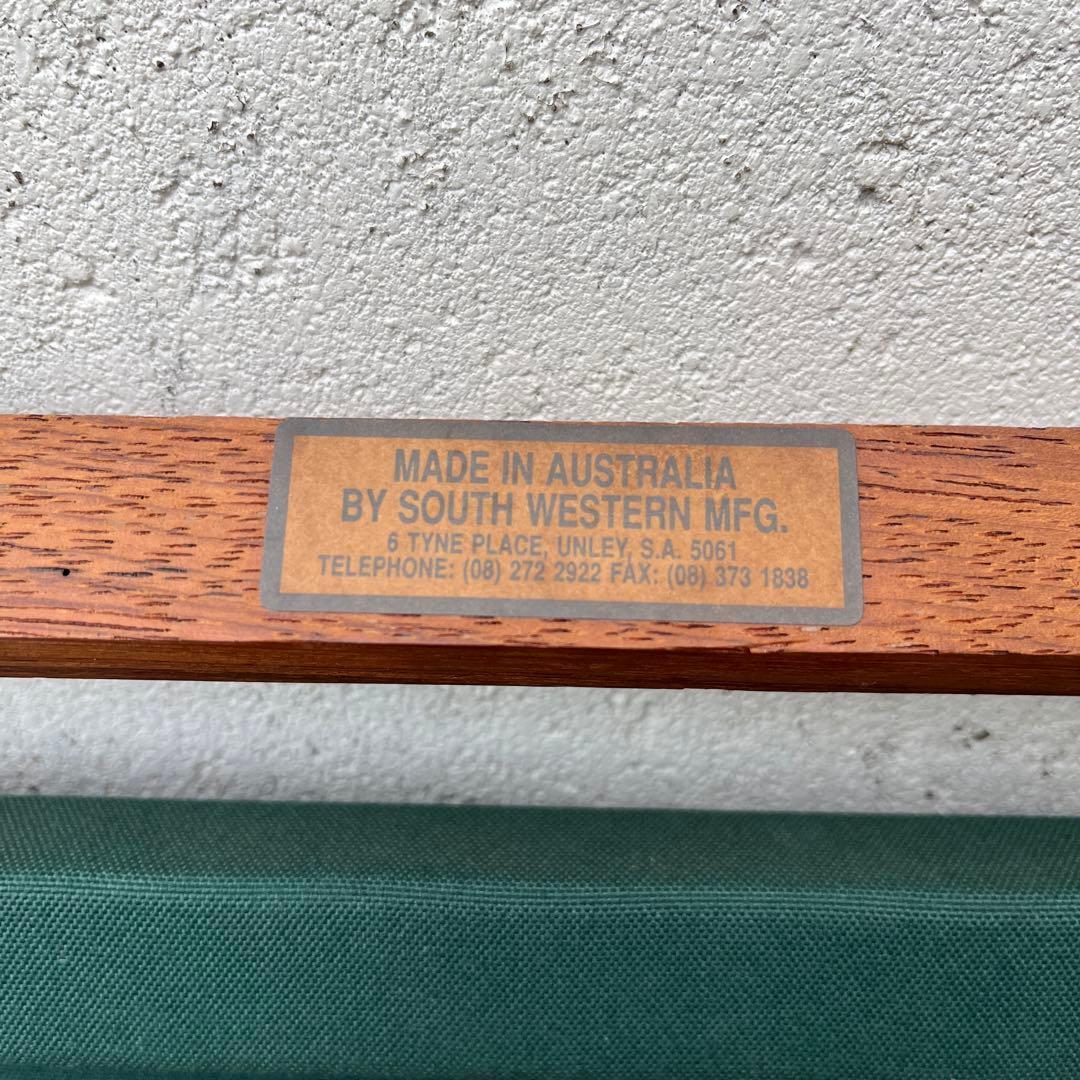 MADE IN AUSTRALIA
BY SOUTH WESTERN MFG.
6 TYNE PLACE, UNLEY, S.A. 5061
TELEPHONE: (08) 272 2922 FAX: (08) 373 1838